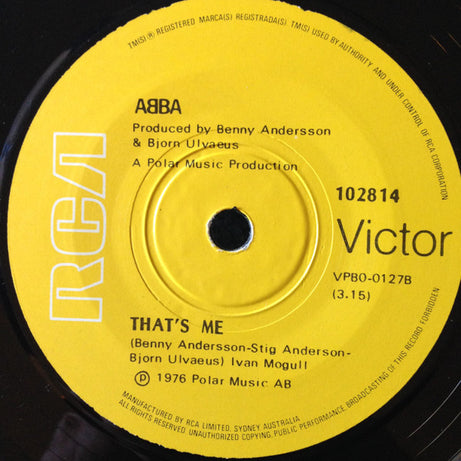 TM(S) ® REGISTERED MARCA(S) REGISTRADA(S) TM(S) USED BY AUTHORITY AND UNDER CONTROL OF RCA CORPORATION
RCA
ABBA
Produced by Benny Andersson
& Bjorn Ulvaeus
A Polar Music Production
102814
Victor
VPBO-0127B
(3.15)
THAT'S ME
(Benny Andersson-Stig Anderson-
Bjorn Ulvaeus) Ivan Mogull
℗ 1976 Polar Music AB
MANUFACTURED BY RCA LIMITED, SYDNEY, AUSTRALIA
ALL RIGHTS RESERVED. UNAUTHORIZED COPYING, PUBLIC PERFORMANCE, BROADCASTING OF THIS RECORD FORBIDDEN